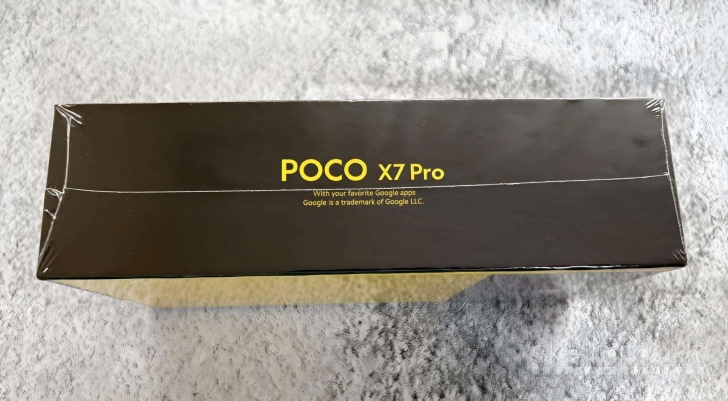 POCO X7 Pro
With your favorite Google apps
Google is a trademark of Google LLC.